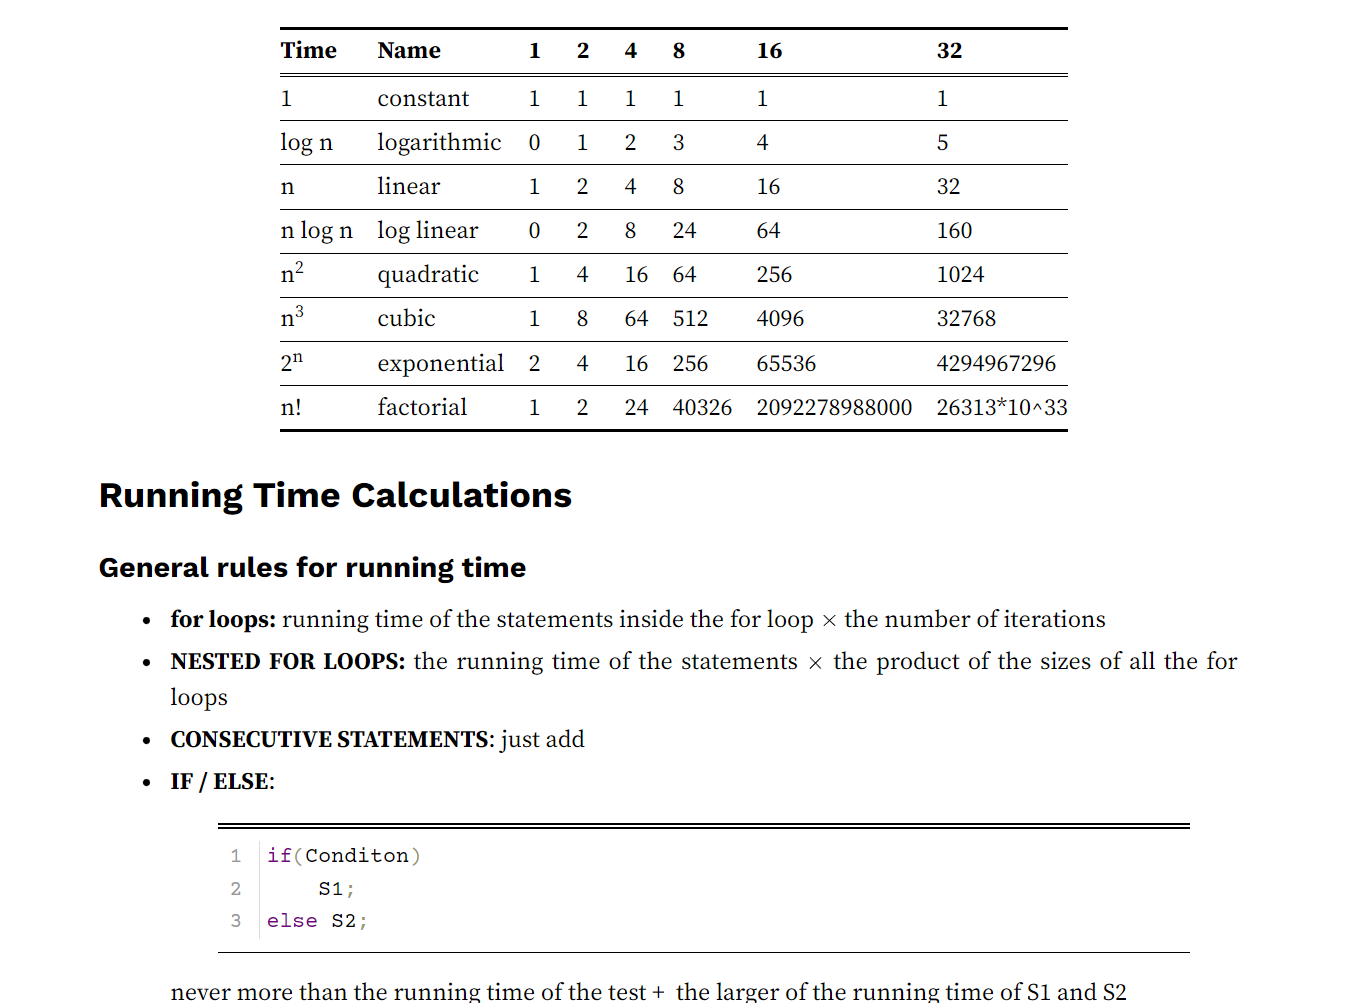 Time Name 1 2 4 8 16 32
1 constant 1 1 1 1 1 1
log n logarithmic 0 1 2 3 4 5
n linear 1 2 4 8 16 32
n log n log linear 0 2 8 24 64 160
n² quadratic 1 4 16 64 256 1024
n³ cubic 1 8 64 512 4096 32768
2ⁿ exponential 2 4 16 256 65536 4294967296
n! factorial 1 2 24 40326 2092278988000 26313*10^33
Running Time Calculations
General rules for running time
• for loops: running time of the statements inside the for loop × the number of iterations
• NESTED FOR LOOPS: the running time of the statements × the product of the sizes of all the for
loops
• CONSECUTIVE STATEMENTS: just add
• IF / ELSE:
1 if(Conditon)
2 S1;
3 else S2;
never more than the running time of the test + the larger of the running time of S1 and S2